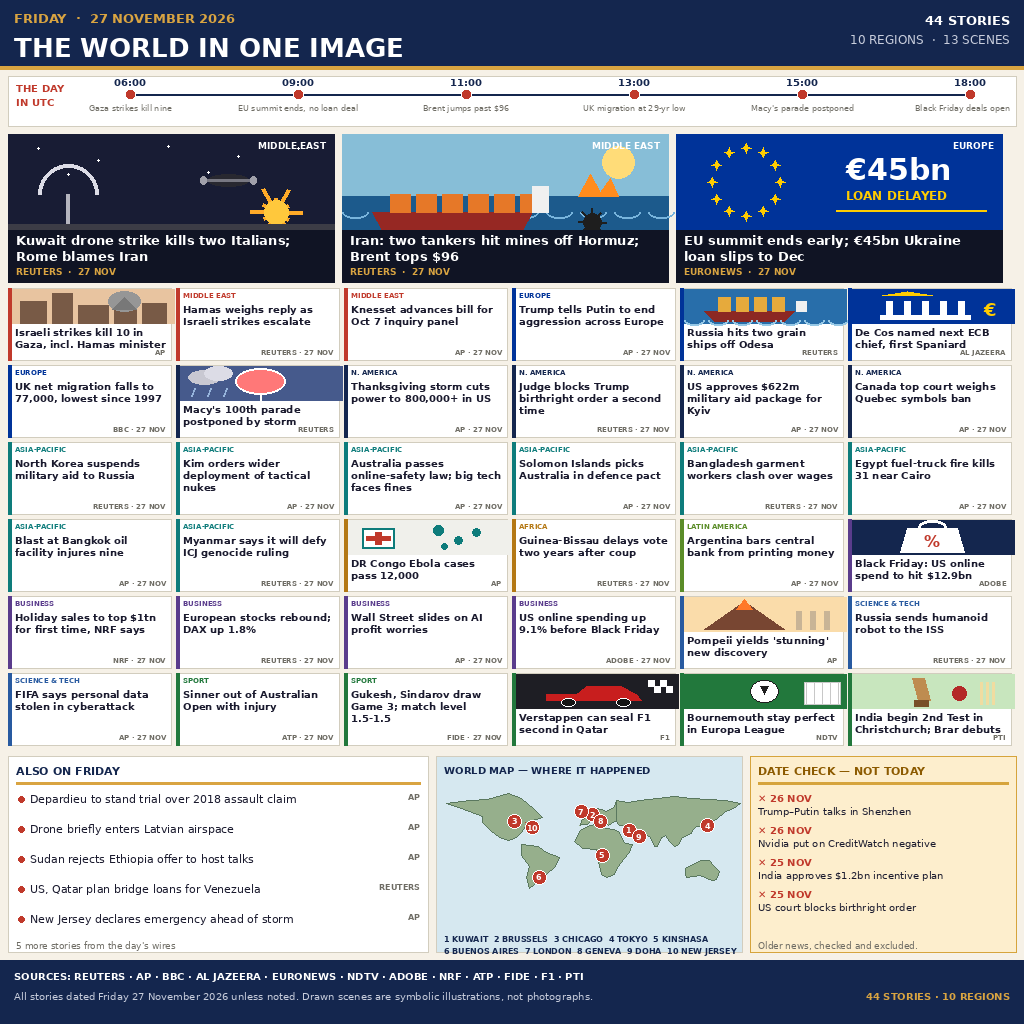 FRIDAY · 27 NOVEMBER 2026
THE WORLD IN ONE IMAGE
44 STORIES
10 REGIONS · 13 SCENES
THE DAY
IN UTC
06:00
09:00
11:00
13:00
15:00
18:00
Gaza strikes kill nine
EU summit ends, no loan deal
Brent jumps past $96
UK migration at 29-yr low
Macy's parade postponed
Black Friday deals open
MIDDLE EAST
Kuwait drone strike kills two Italians;
Rome blames Iran
REUTERS · 27 NOV
MIDDLE EAST
Iran: two tankers hit mines off Hormuz;
Brent tops $96
REUTERS · 27 NOV
EUROPE
€45bn
LOAN DELAYED
EU summit ends early; €45bn Ukraine
loan slips to Dec
EURONEWS · 27 NOV
Israeli strikes kill 10 in
Gaza, incl. Hamas minister
AP
MIDDLE EAST
Hamas weighs reply as
Israeli strikes escalate
REUTERS · 27 NOV
MIDDLE EAST
Knesset advances bill for
Oct 7 inquiry panel
AP · 27 NOV
EUROPE
Trump tells Putin to end
aggression across Europe
AP · 27 NOV
Russia hits two grain
ships off Odesa
REUTERS
€
De Cos named next ECB
chief, first Spaniard
AL JAZEERA
EUROPE
UK net migration falls to
77,000, lowest since 1997
BBC · 27 NOV
Macy's 100th parade
postponed by storm
REUTERS
N. AMERICA
Thanksgiving storm cuts
power to 800,000+ in US
AP · 27 NOV
N. AMERICA
Judge blocks Trump
birthright order a second
time
REUTERS · 27 NOV
N. AMERICA
US approves $622m
military aid package for
Kyiv
AP · 27 NOV
N. AMERICA
Canada top court weighs
Quebec symbols ban
AP · 27 NOV
ASIA-PACIFIC
North Korea suspends
military aid to Russia
REUTERS · 27 NOV
ASIA-PACIFIC
Kim orders wider
deployment of tactical
nukes
AP · 27 NOV
ASIA-PACIFIC
Australia passes
online-safety law; big tech
faces fines
AP · 27 NOV
ASIA-PACIFIC
Solomon Islands picks
Australia in defence pact
REUTERS · 27 NOV
ASIA-PACIFIC
Bangladesh garment
workers clash over wages
REUTERS · 27 NOV
ASIA-PACIFIC
Egypt fuel-truck fire kills
31 near Cairo
AP · 27 NOV
ASIA-PACIFIC
Blast at Bangkok oil
facility injures nine
AP · 27 NOV
ASIA-PACIFIC
Myanmar says it will defy
ICJ genocide ruling
REUTERS · 27 NOV
DR Congo Ebola cases
pass 12,000
AP
AFRICA
Guinea-Bissau delays vote
two years after coup
REUTERS · 27 NOV
LATIN AMERICA
Argentina bars central
bank from printing money
AP · 27 NOV
%
Black Friday: US online
spend to hit $12.9bn
ADOBE
BUSINESS
Holiday sales to top $1tn
for first time, NRF says
NRF · 27 NOV
BUSINESS
European stocks rebound;
DAX up 1.8%
REUTERS · 27 NOV
BUSINESS
Wall Street slides on AI
profit worries
AP · 27 NOV
BUSINESS
US online spending up
9.1% before Black Friday
ADOBE · 27 NOV
Pompeii yields 'stunning'
new discovery
AP
SCIENCE & TECH
Russia sends humanoid
robot to the ISS
REUTERS · 27 NOV
SCIENCE & TECH
FIFA says personal data
stolen in cyberattack
AP · 27 NOV
SPORT
Sinner out of Australian
Open with injury
ATP · 27 NOV
SPORT
Gukesh, Sindarov draw
Game 3; match level
1.5-1.5
FIDE · 27 NOV
Verstappen can seal F1
second in Qatar
F1
Bournemouth stay perfect
in Europa League
NDTV
India begin 2nd Test in
Christchurch; Brar debuts
PTI
ALSO ON FRIDAY
Depardieu to stand trial over 2018 assault claim
AP
Drone briefly enters Latvian airspace
AP
Sudan rejects Ethiopia offer to host talks
AP
US, Qatar plan bridge loans for Venezuela
REUTERS
New Jersey declares emergency ahead of storm
AP
5 more stories from the day's wires
WORLD MAP — WHERE IT HAPPENED
3
10
7
2
8
1
9
4
5
6
1 KUWAIT 2 BRUSSELS 3 CHICAGO 4 TOKYO 5 KINSHASA
6 BUENOS AIRES 7 LONDON 8 GENEVA 9 DOHA 10 NEW JERSEY
DATE CHECK — NOT TODAY
× 26 NOV
Trump–Putin talks in Shenzhen
× 26 NOV
Nvidia put on CreditWatch negative
× 25 NOV
India approves $1.2bn incentive plan
× 25 NOV
US court blocks birthright order
Older news, checked and excluded.
SOURCES: REUTERS · AP · BBC · AL JAZEERA · EURONEWS · NDTV · ADOBE · NRF · ATP · FIDE · F1 · PTI
All stories dated Friday 27 November 2026 unless noted. Drawn scenes are symbolic illustrations, not photographs.
44 STORIES · 10 REGIONS